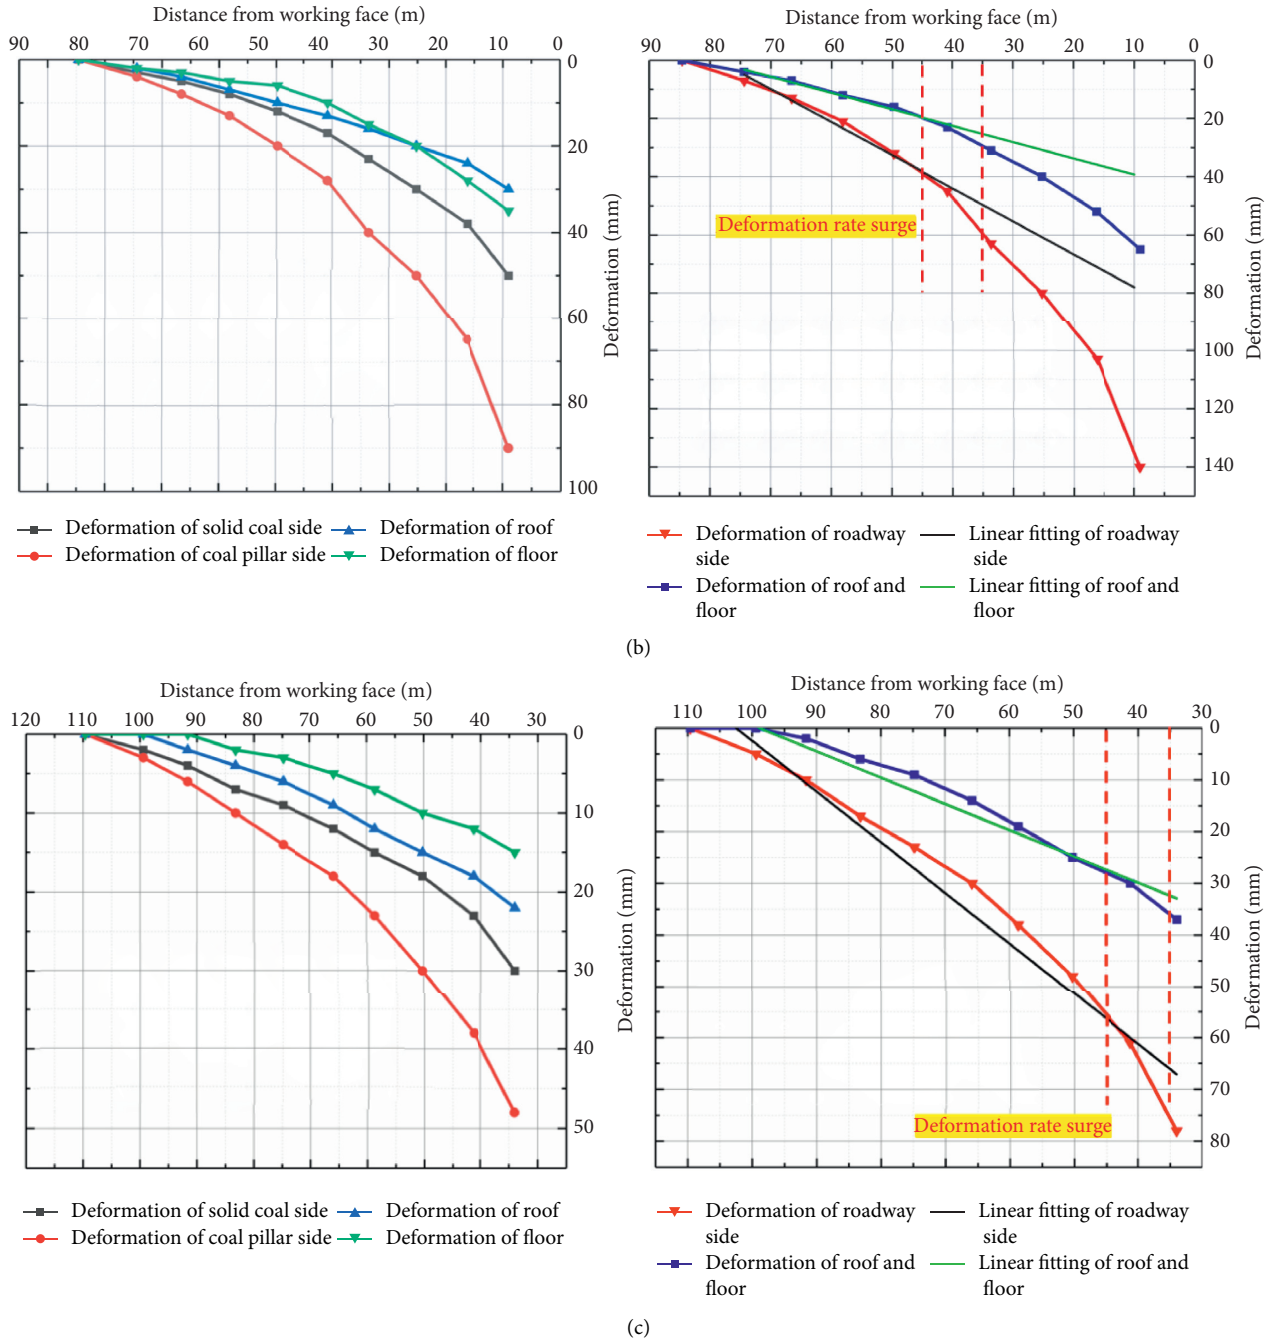 Distance from working face (m)
90 80 70 60 50 40 30 20 10 0
0
20
40
60
80
100
Deformation (mm)
Deformation of solid coal side
Deformation of roof
Deformation of coal pillar side
Deformation of floor
Distance from working face (m)
90 80 70 60 50 40 30 20 10 0
0
20
40
60
80
100
120
140
Deformation (mm)
Deformation rate surge
Deformation of roadway
side
Linear fitting of roadway
side
Deformation of roof and
floor
Linear fitting of roof and
floor
(b)
Distance from working face (m)
120 110 100 90 80 70 60 50 40 30
0
10
20
30
40
50
Deformation (mm)
Deformation of solid coal side
Deformation of roof
Deformation of coal pillar side
Deformation of floor
Distance from working face (m)
110 100 90 80 70 60 50 40 30
0
10
20
30
40
50
60
70
80
Deformation (mm)
Deformation rate surge
Deformation of roadway
side
Linear fitting of roadway
side
Deformation of roof and
floor
Linear fitting of roof and
floor
(c)